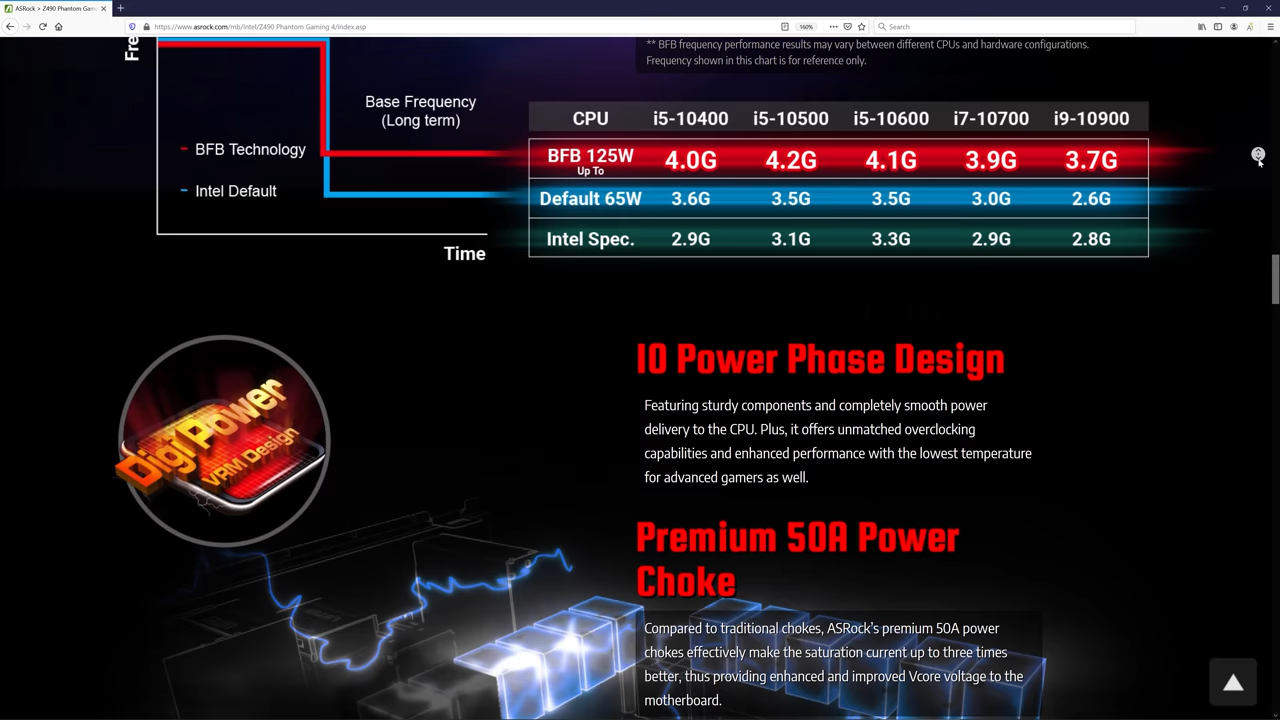 ASRock > Z490 Phantom Gam
https://www.asrock.com/mb/Intel/Z490 Phantom Gaming 4/index.asp
160%
Search
Fre
** BFB frequency performance results may vary between different CPUs and hardware configurations.
Frequency shown in this chart is for reference only.
Base Frequency
(Long term)
BFB Technology
Intel Default
Time
CPU i5-10400 i5-10500 i5-10600 i7-10700 i9-10900
BFB 125W 4.0G 4.2G 4.1G 3.9G 3.7G
Up To
Default 65W 3.6G 3.5G 3.5G 3.0G 2.6G
Intel Spec. 2.9G 3.1G 3.3G 2.9G 2.8G
Digi Power
VRM Design
10 Power Phase Design
Featuring sturdy components and completely smooth power
delivery to the CPU. Plus, it offers unmatched overclocking
capabilities and enhanced performance with the lowest temperature
for advanced gamers as well.
Premium 50A Power
Choke
Compared to traditional chokes, ASRock's premium 50A power
chokes effectively make the saturation current up to three times
better, thus providing enhanced and improved Vcore voltage to the
motherboard.